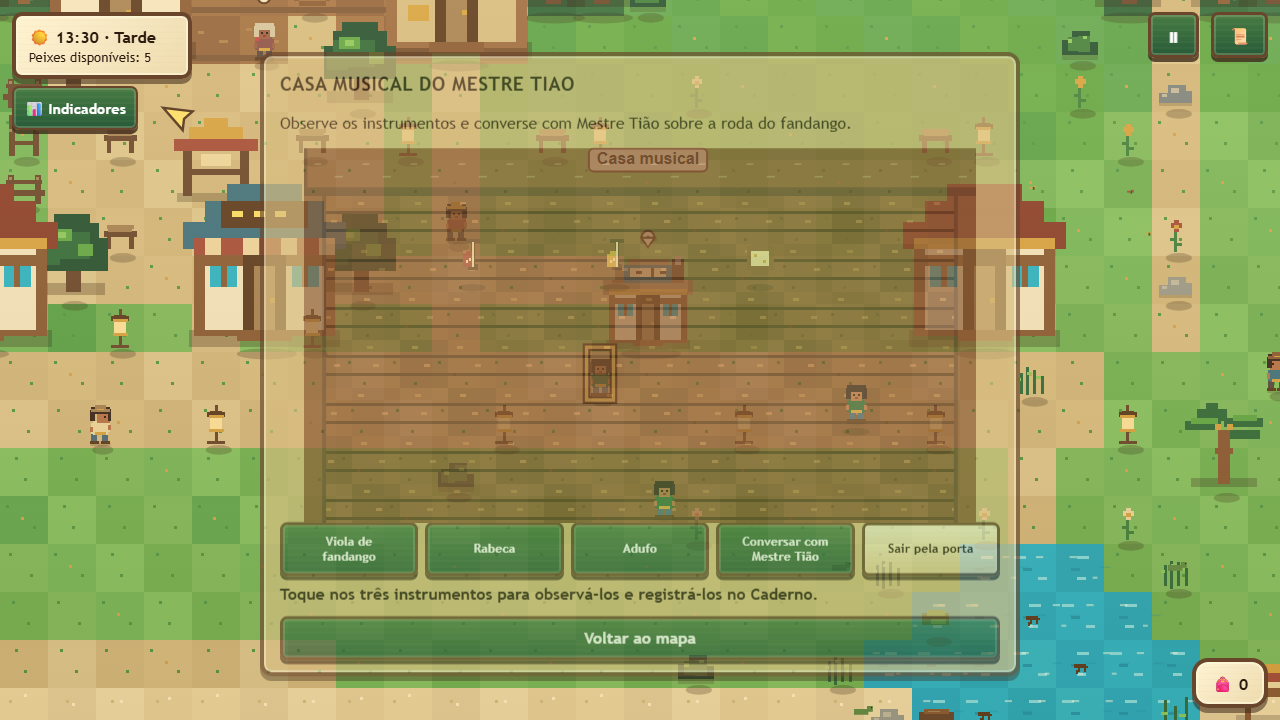 13:30 · Tarde
Peixes disponíveis: 5
Indicadores
CASA MUSICAL DO MESTRE TIAO
Observe os instrumentos e converse com Mestre Tião sobre a roda do fandango.
Casa musical
Viola de
fandango
Rabeca
Adufo
Conversar com
Mestre Tião
Sair pela porta
Toque nos três instrumentos para observá-los e registrá-los no Caderno.
Voltar ao mapa
0